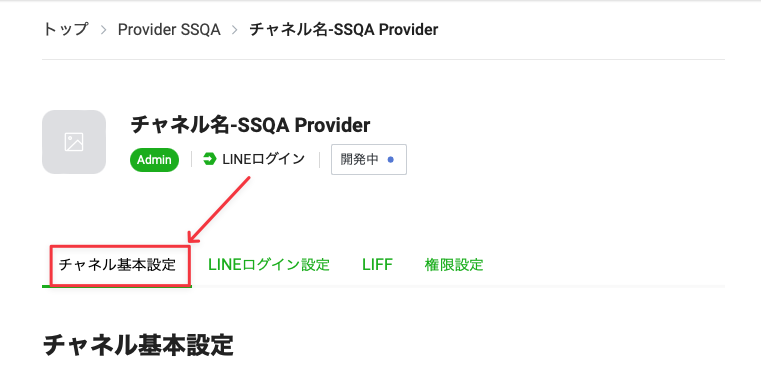 トップ > Provider SSQA > チャネル名-SSQA Provider
チャネル名-SSQA Provider
Admin LINEログイン 開発中
チャネル基本設定 LINEログイン設定 LIFF 権限設定
チャネル基本設定